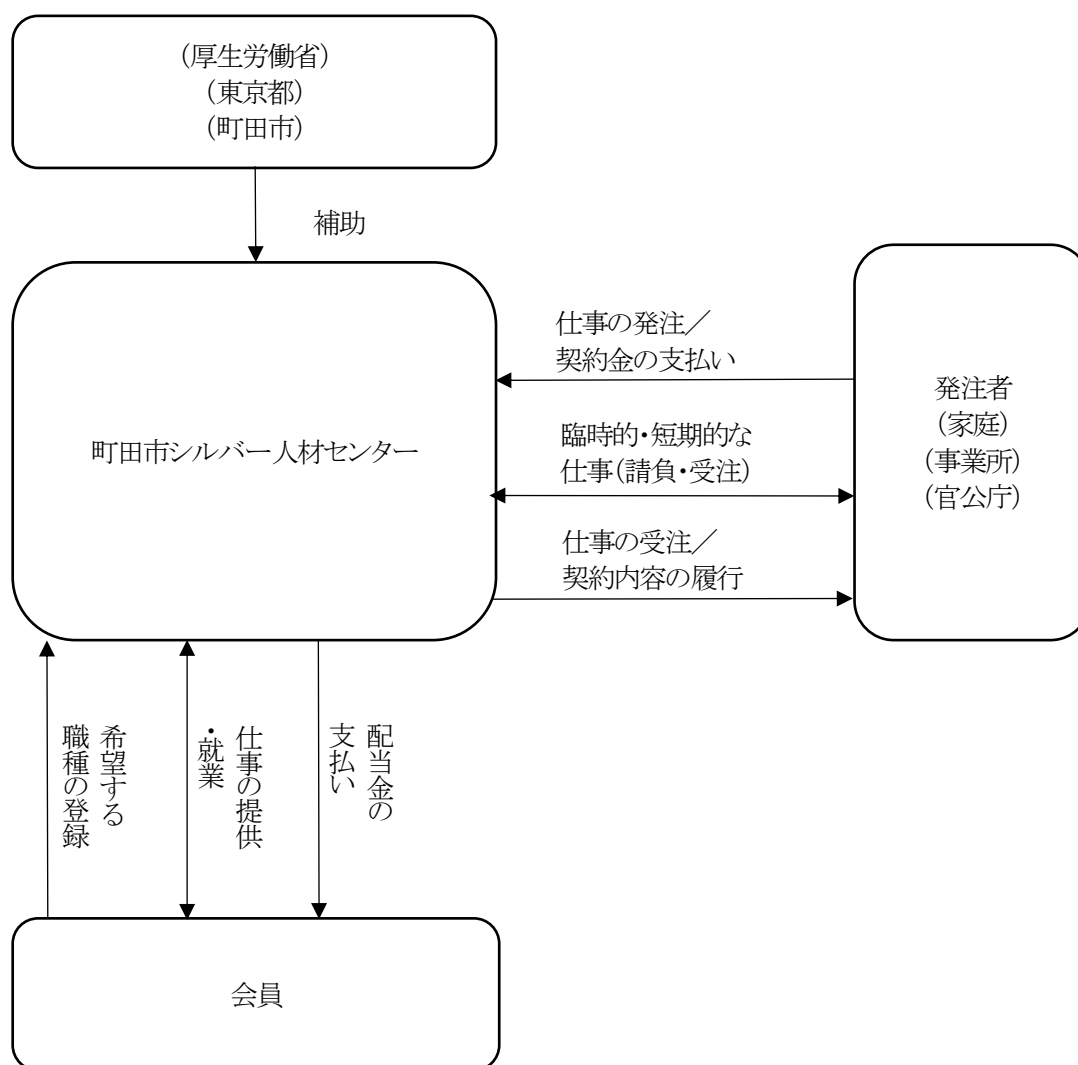 (厚生労働省)
(東京都)
(町田市)
補助
仕事の発注／
契約金の支払い
発注者
(家庭)
(事業所)
(官公庁)
町田市シルバー人材センター
臨時的・短期的な
仕事(請負・受注)
仕事の受注／
契約内容の履行
希望する
職種の登録
仕事の提供
・就業
配当金の
支払い
会員